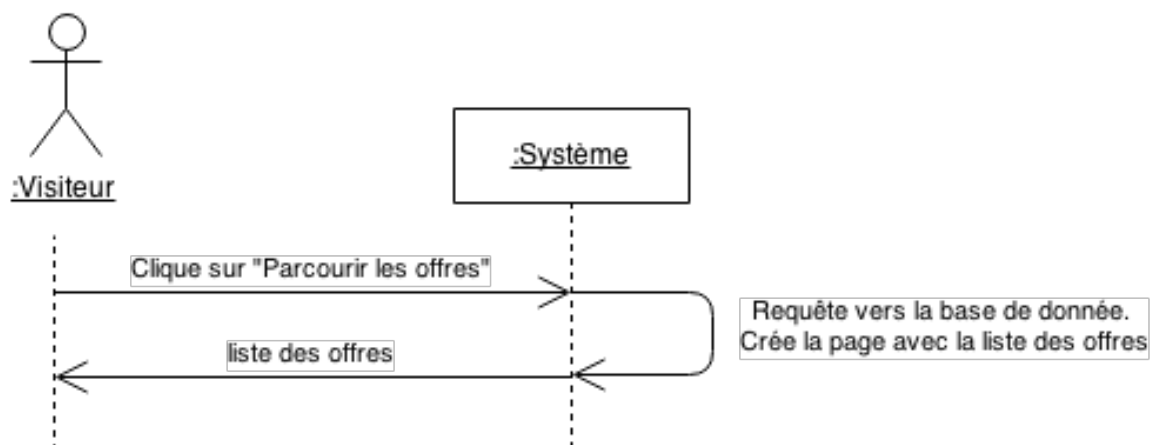 :Visiteur
:Système
Clique sur "Parcourir les offres"
Requête vers la base de donnée.
Crée la page avec la liste des offres
liste des offres